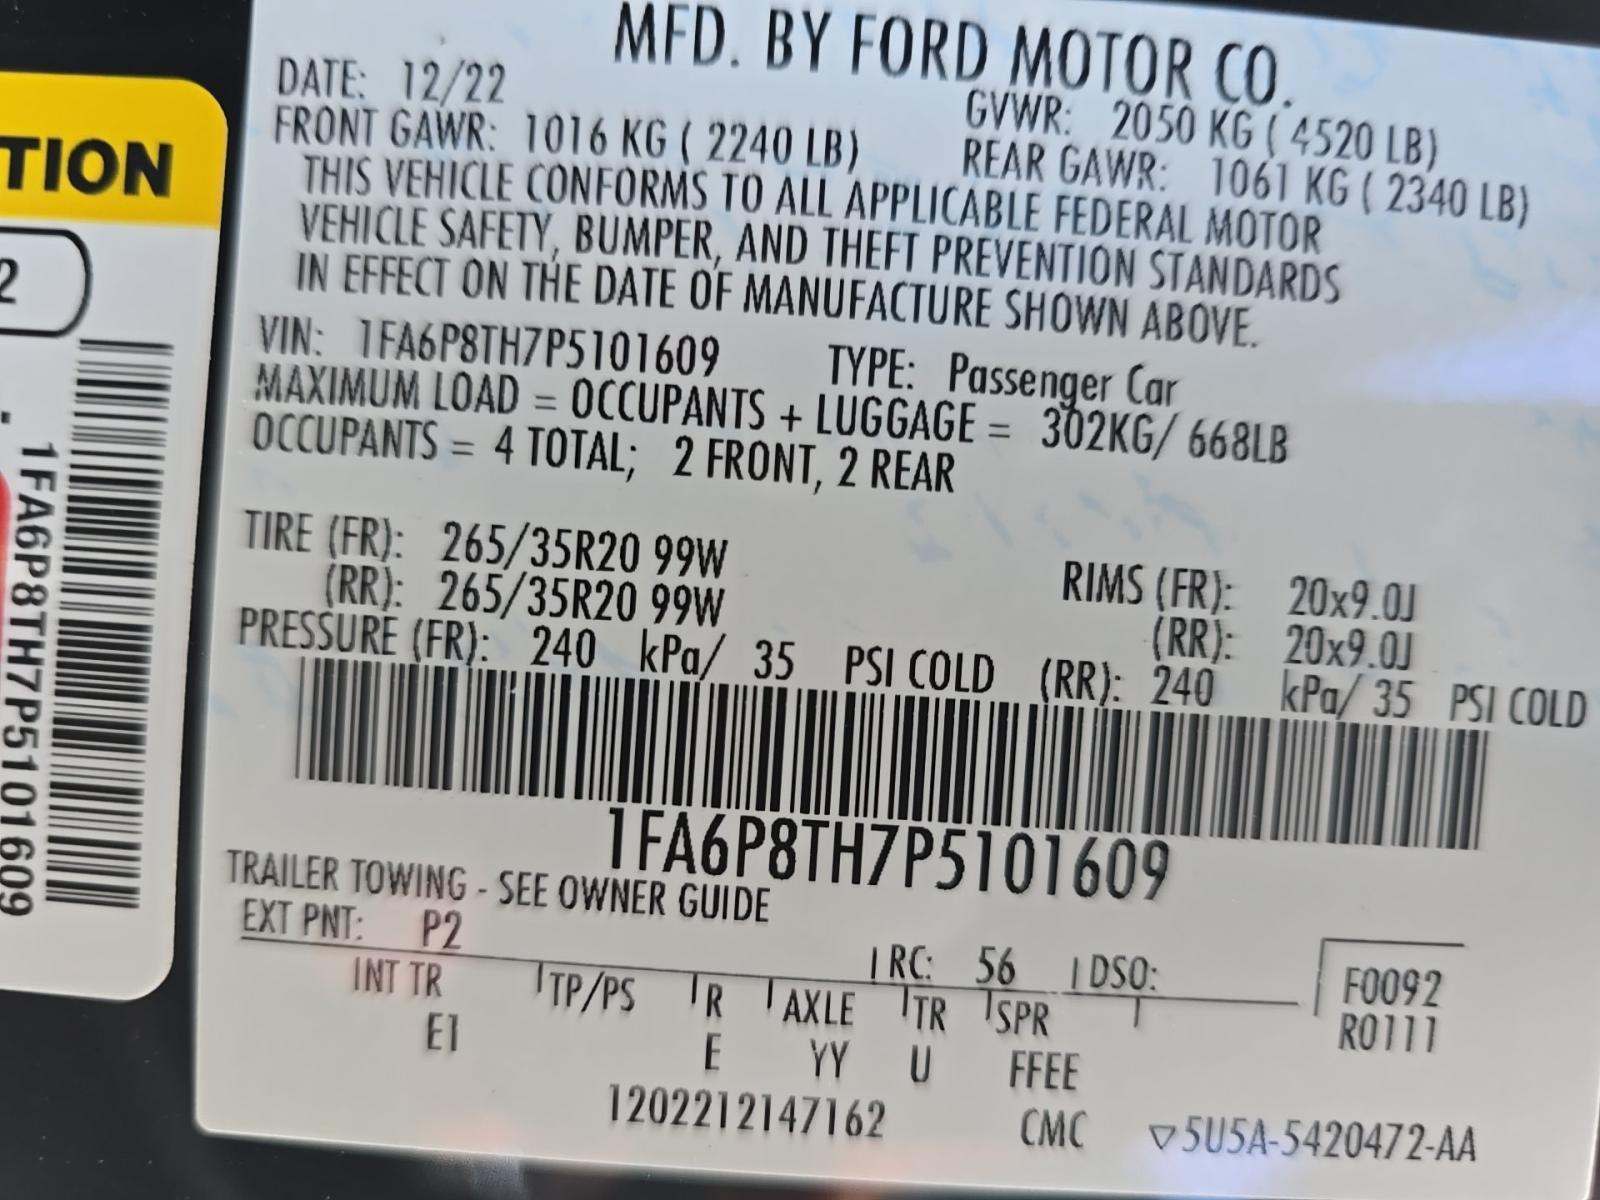 MFD. BY FORD MOTOR CO.
DATE: 12/22
GVWR: 2050 KG ( 4520 LB)
FRONT GAWR: 1016 KG ( 2240 LB)
REAR GAWR: 1061 KG ( 2340 LB)
THIS VEHICLE CONFORMS TO ALL APPLICABLE FEDERAL MOTOR
VEHICLE SAFETY, BUMPER, AND THEFT PREVENTION STANDARDS
IN EFFECT ON THE DATE OF MANUFACTURE SHOWN ABOVE.
VIN: 1FA6P8TH7P5101609 TYPE: Passenger Car
MAXIMUM LOAD = OCCUPANTS + LUGGAGE = 302KG/ 668LB
OCCUPANTS = 4 TOTAL; 2 FRONT, 2 REAR
TIRE (FR): 265/35R20 99W RIMS (FR): 20x9.0J
(RR): 265/35R20 99W (RR): 20x9.0J
PRESSURE (FR): 240 kPa/ 35 PSI COLD (RR): 240 kPa/ 35 PSI COLD
1FA6P8TH7P5101609
TRAILER TOWING - SEE OWNER GUIDE
EXT PNT: P2 RC: 56 DSO: F0092
INT TR TP/PS R AXLE TR SPR R0111
E1 E YY U FFEE
1202212147162 CMC ▽5U5A-5420472-AA
TION
2
1FA6P8TH7P5101609